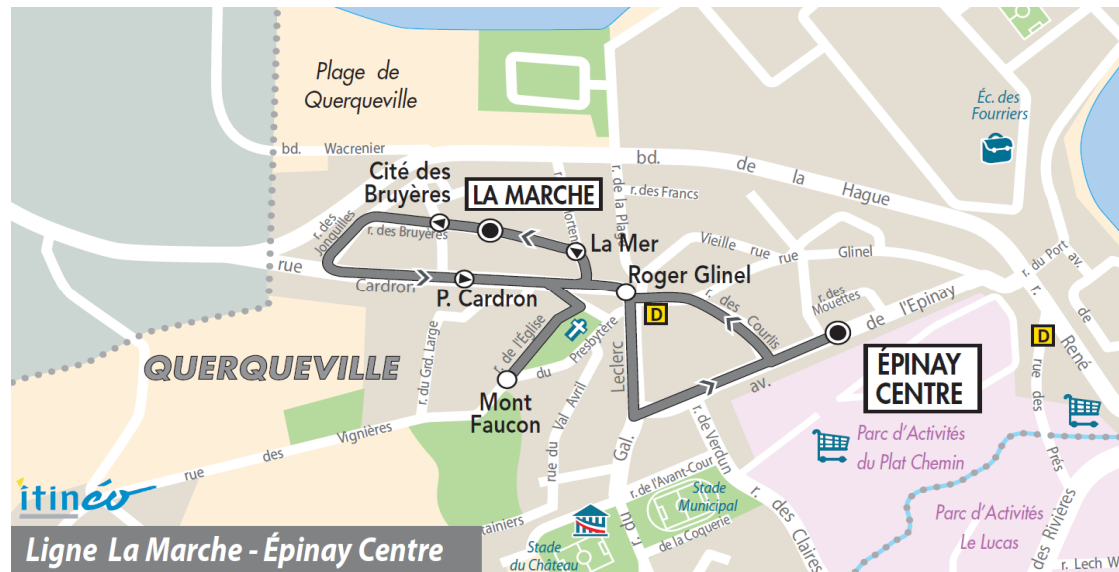 Plage de
Querqueville
Éc. des
Fourriers
bd. Wacrenier
bd. de la Hague
Cité des
Bruyères
LA MARCHE
r. de la Plage
r. des Francs
r. des Jonquilles
r. des Bruyères
La Mer
Vieille rue
rue Glinel
r. du Port
av. de
rue Cardron
P. Cardron
Roger Glinel
D
r. des Courlis
r. des
Mouettes
av. de l'Epinay
r. René
D
QUERQUEVILLE
r. du Grd. Large
r. de l'Église
du Presbytère
Leclerc
ÉPINAY
CENTRE
rue des Prés
Mont
Faucon
rue des Vignières
rue du Val Avril
Gal.
r. du
r. de Verdun
r. des Claires
Parc d'Activités
du Plat Chemin
r. de l'Avant-Cour
Stade
Municipal
de la Coquerie
Stade
du Château
Parc d'Activités
Le Lucas
des Rivières
r. Lech W
itinéo
Ligne La Marche - Épinay Centre